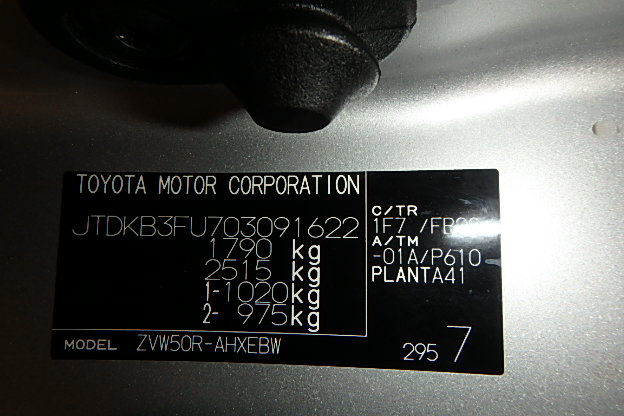 TOYOTA MOTOR CORPORATION
JTDKB3FU703091622
1790 kg
2515 kg
1-1020kg
2- 975kg
C/TR
1F7 /
A/TM
-01A/P610
PLANTA41
MODEL ZVW50R-AHXEBW
295 7